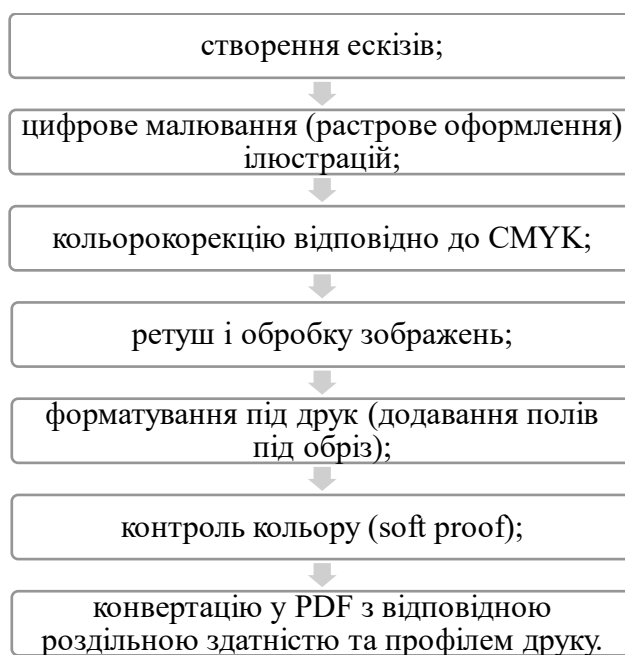 створення ескізів;
цифрове малювання (растрове оформлення)
ілюстрацій;
кольорокорекцію відповідно до CMYK;
ретуш і обробку зображень;
форматування під друк (додавання полів
під обріз);
контроль кольору (soft proof);
конвертацію у PDF з відповідною
роздільною здатністю та профілем друку.